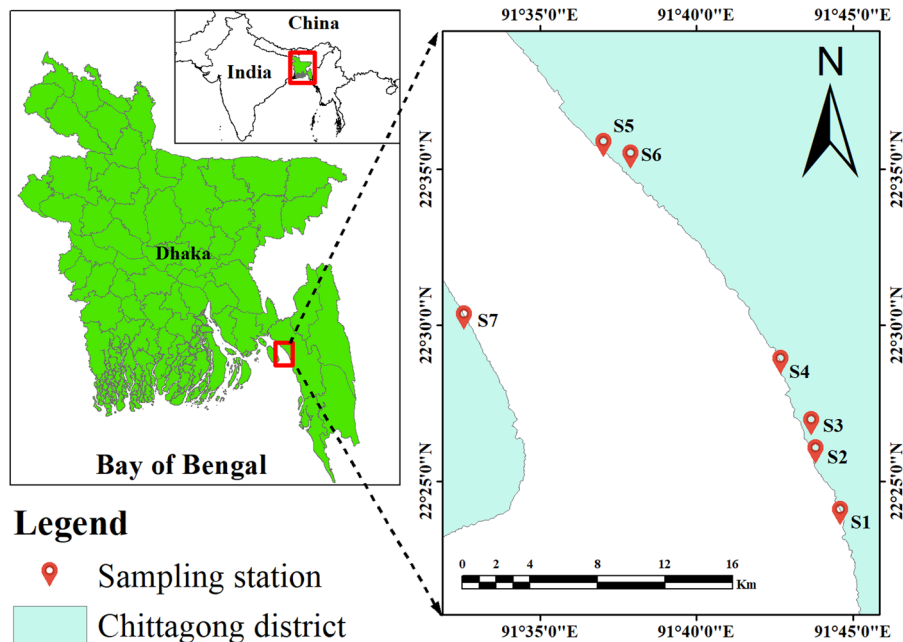 China
India
Dhaka
Bay of Bengal
Legend
Sampling station
Chittagong district
91°35'0"E 91°40'0"E 91°45'0"E
22°35'0"N
22°30'0"N
22°25'0"N
N
S5
S6
S7
S4
S3
S2
S1
0 2 4 8 12 16
Km
22°35'0"N
22°30'0"N
22°25'0"N
91°35'0"E 91°40'0"E 91°45'0"E